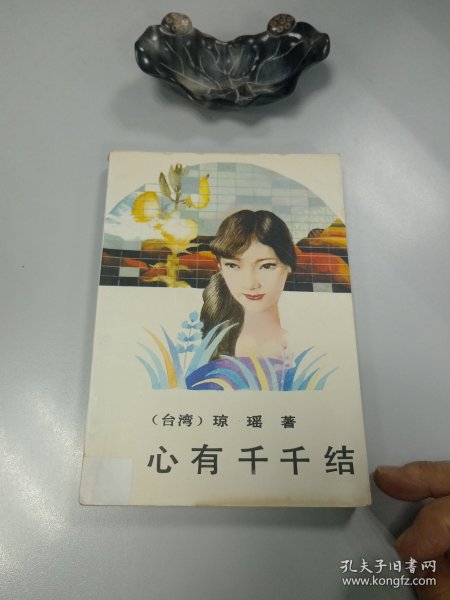 （台湾）琼 瑶 著
心有千千结
孔夫子旧书网
www.kongfz.com